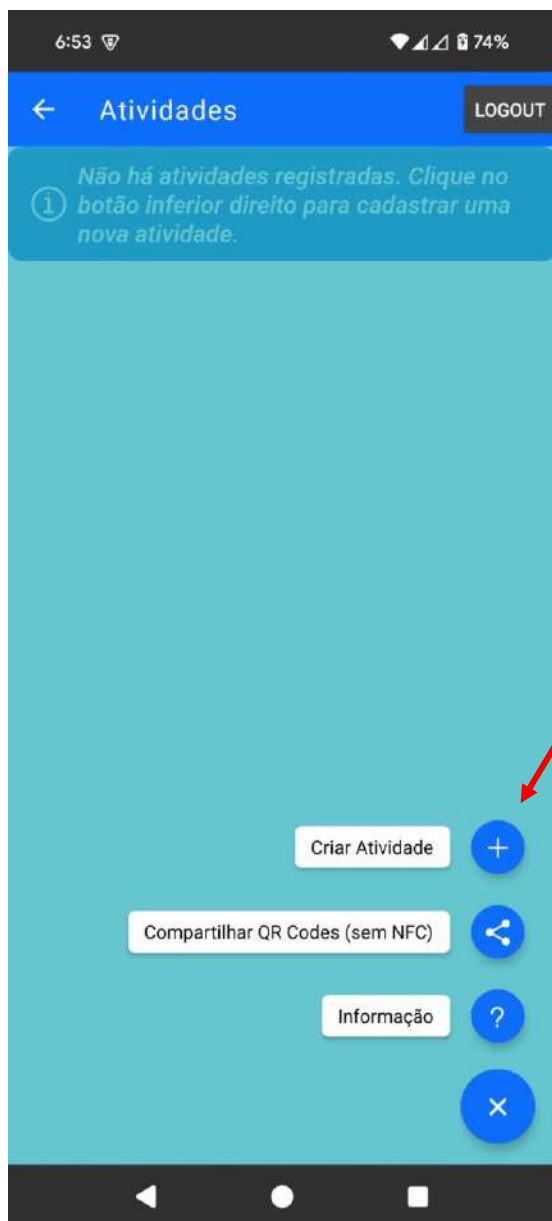 6:53 74%
Atividades LOGOUT
Não há atividades registradas. Clique no
botão inferior direito para cadastrar uma
nova atividade.
Criar Atividade
Compartilhar QR Codes (sem NFC)
Informação
?